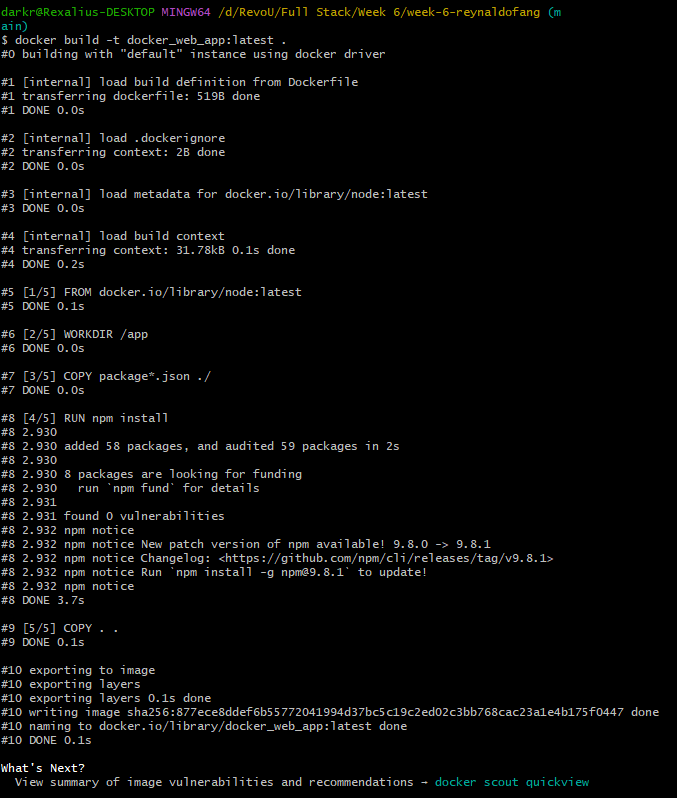 darkr@Rexalius-DESKTOP MINGW64 /d/RevoU/Full Stack/Week 6/week-6-reynaldofang (m
ain)
$ docker build -t docker_web_app:latest .
#0 building with "default" instance using docker driver
#1 [internal] load build definition from Dockerfile
#1 transferring dockerfile: 519B done
#1 DONE 0.0s
#2 [internal] load .dockerignore
#2 transferring context: 2B done
#2 DONE 0.0s
#3 [internal] load metadata for docker.io/library/node:latest
#3 DONE 0.0s
#4 [internal] load build context
#4 transferring context: 31.78kB 0.1s done
#4 DONE 0.2s
#5 [1/5] FROM docker.io/library/node:latest
#5 DONE 0.1s
#6 [2/5] WORKDIR /app
#6 DONE 0.0s
#7 [3/5] COPY package*.json ./
#7 DONE 0.0s
#8 [4/5] RUN npm install
#8 2.930
#8 2.930 added 58 packages, and audited 59 packages in 2s
#8 2.930
#8 2.930 8 packages are looking for funding
#8 2.930   run `npm fund` for details
#8 2.931
#8 2.931 found 0 vulnerabilities
#8 2.932 npm notice
#8 2.932 npm notice New patch version of npm available! 9.8.0 -> 9.8.1
#8 2.932 npm notice Changelog: <https://github.com/npm/cli/releases/tag/v9.8.1>
#8 2.932 npm notice Run `npm install -g npm@9.8.1` to update!
#8 2.932 npm notice
#8 DONE 3.7s
#9 [5/5] COPY . .
#9 DONE 0.1s
#10 exporting to image
#10 exporting layers
#10 exporting layers 0.1s done
#10 writing image sha256:877ece8ddef6b55772041994d37bc5c19c2ed02c3bb768cac23a1e4b175f0447 done
#10 naming to docker.io/library/docker_web_app:latest done
#10 DONE 0.1s
What's Next?
  View summary of image vulnerabilities and recommendations → docker scout quickview